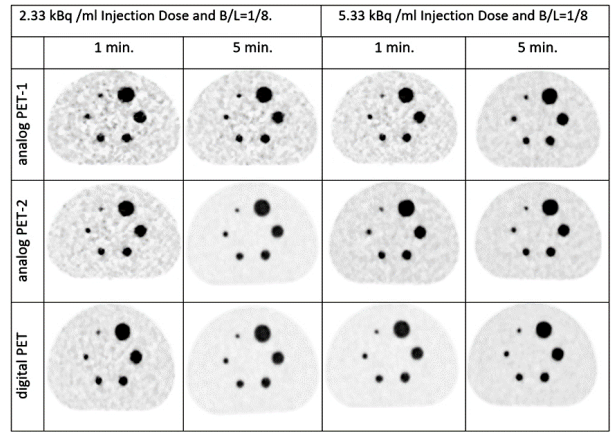 2.33 kBq /ml Injection Dose and B/L=1/8.
5.33 kBq /ml Injection Dose and B/L=1/8
1 min.
5 min.
1 min.
5 min.
analog PET-1
analog PET-2
digital PET